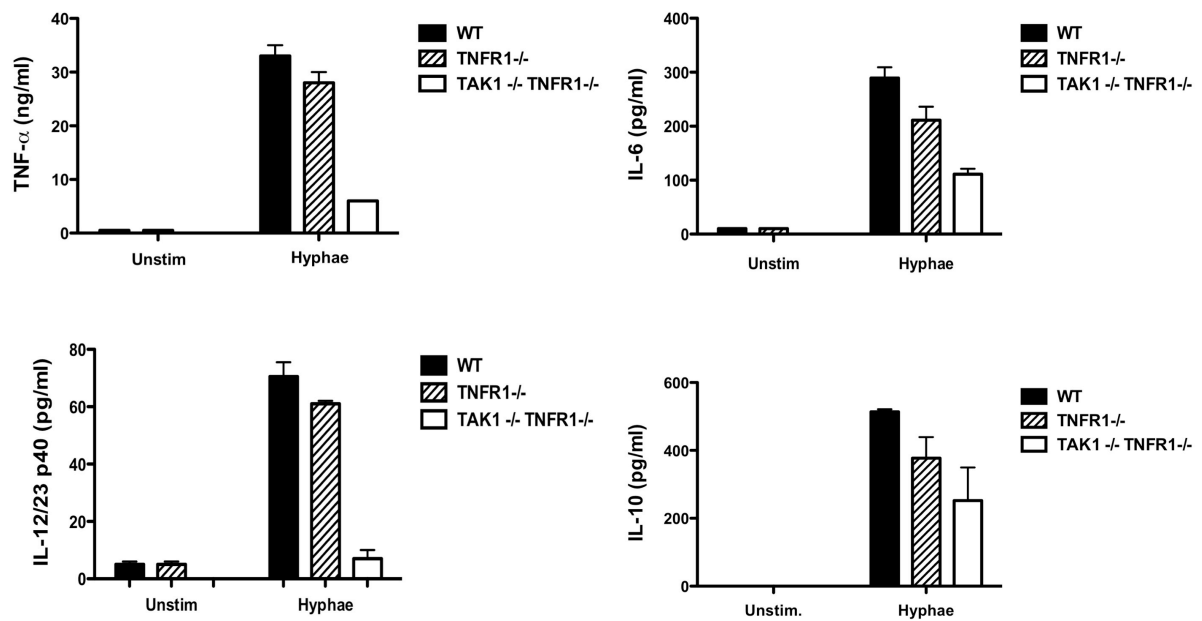 TNF-α (ng/ml)
40
30
20
10
0
Unstim
Hyphae
WT
TNFR1-/-
TAK1 -/- TNFR1-/-
IL-6 (pg/ml)
400
300
200
100
0
Unstim
Hyphae
WT
TNFR1-/-
TAK1 -/- TNFR1-/-
IL-12/23 p40 (pg/ml)
80
60
40
20
0
Unstim
Hyphae
WT
TNFR1-/-
TAK1 -/- TNFR1-/-
IL-10 (pg/ml)
600
400
200
0
Unstim.
Hyphae
WT
TNFR1-/-
TAK1 -/- TNFR1-/-